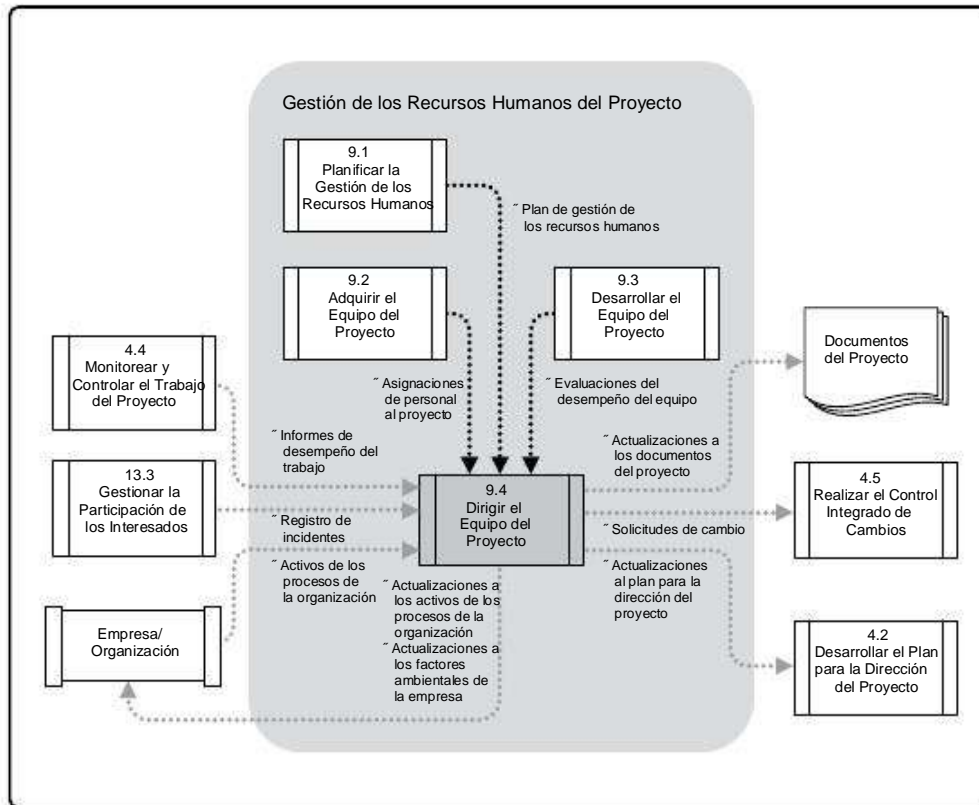 Gestión de los Recursos Humanos del Proyecto
9.1
Planificar la
Gestión de los
Recursos Humanos
˝ Plan de gestión de
los recursos humanos
9.2
Adquirir el
Equipo del
Proyecto
9.3
Desarrollar el
Equipo del
Proyecto
Documentos
del Proyecto
4.4
Monitorear y
Controlar el Trabajo
del Proyecto
˝ Asignaciones
de personal
al proyecto
˝ Evaluaciones del
desempeño del equipo
˝ Informes de
desempeño del
trabajo
˝ Actualizaciones a
los documentos
del proyecto
13.3
Gestionar la
Participación de
los Interesados
9.4
Dirigir el
Equipo del
Proyecto
4.5
Realizar el Control
Integrado de
Cambios
˝ Registro de
incidentes
˝ Solicitudes de cambio
˝ Activos de los
procesos de
la organización
˝ Actualizaciones
al plan para la
dirección del
proyecto
˝ Actualizaciones a
los activos de los
procesos de la
organización
˝ Actualizaciones a
los factores
ambientales de
la empresa
Empresa/
Organización
4.2
Desarrollar el Plan
para la Dirección
del Proyecto